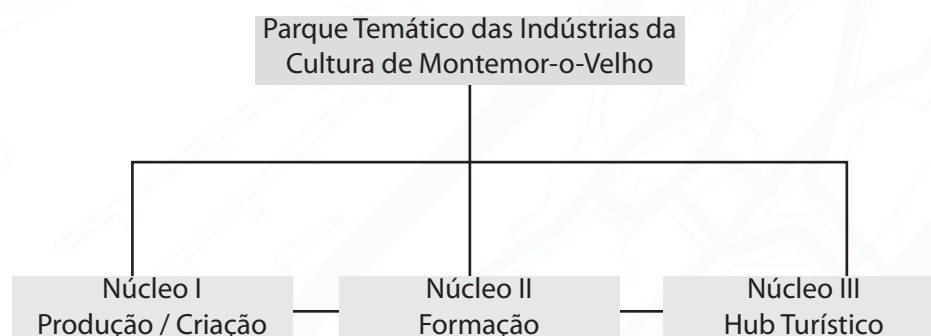 Parque Temático das Indústrias da
Cultura de Montemor-o-Velho
Núcleo I
Produção / Criação
Núcleo II
Formação
Núcleo III
Hub Turístico